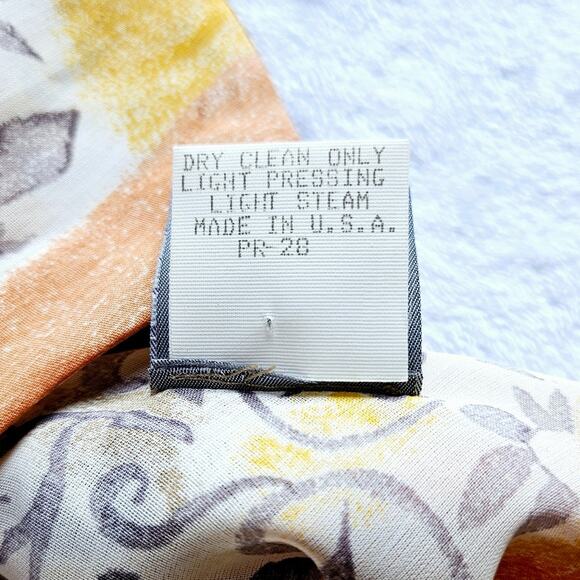 DRY CLEAN ONLY
LIGHT PRESSING
LIGHT STEAM
MADE IN U.S.A.
PR-28